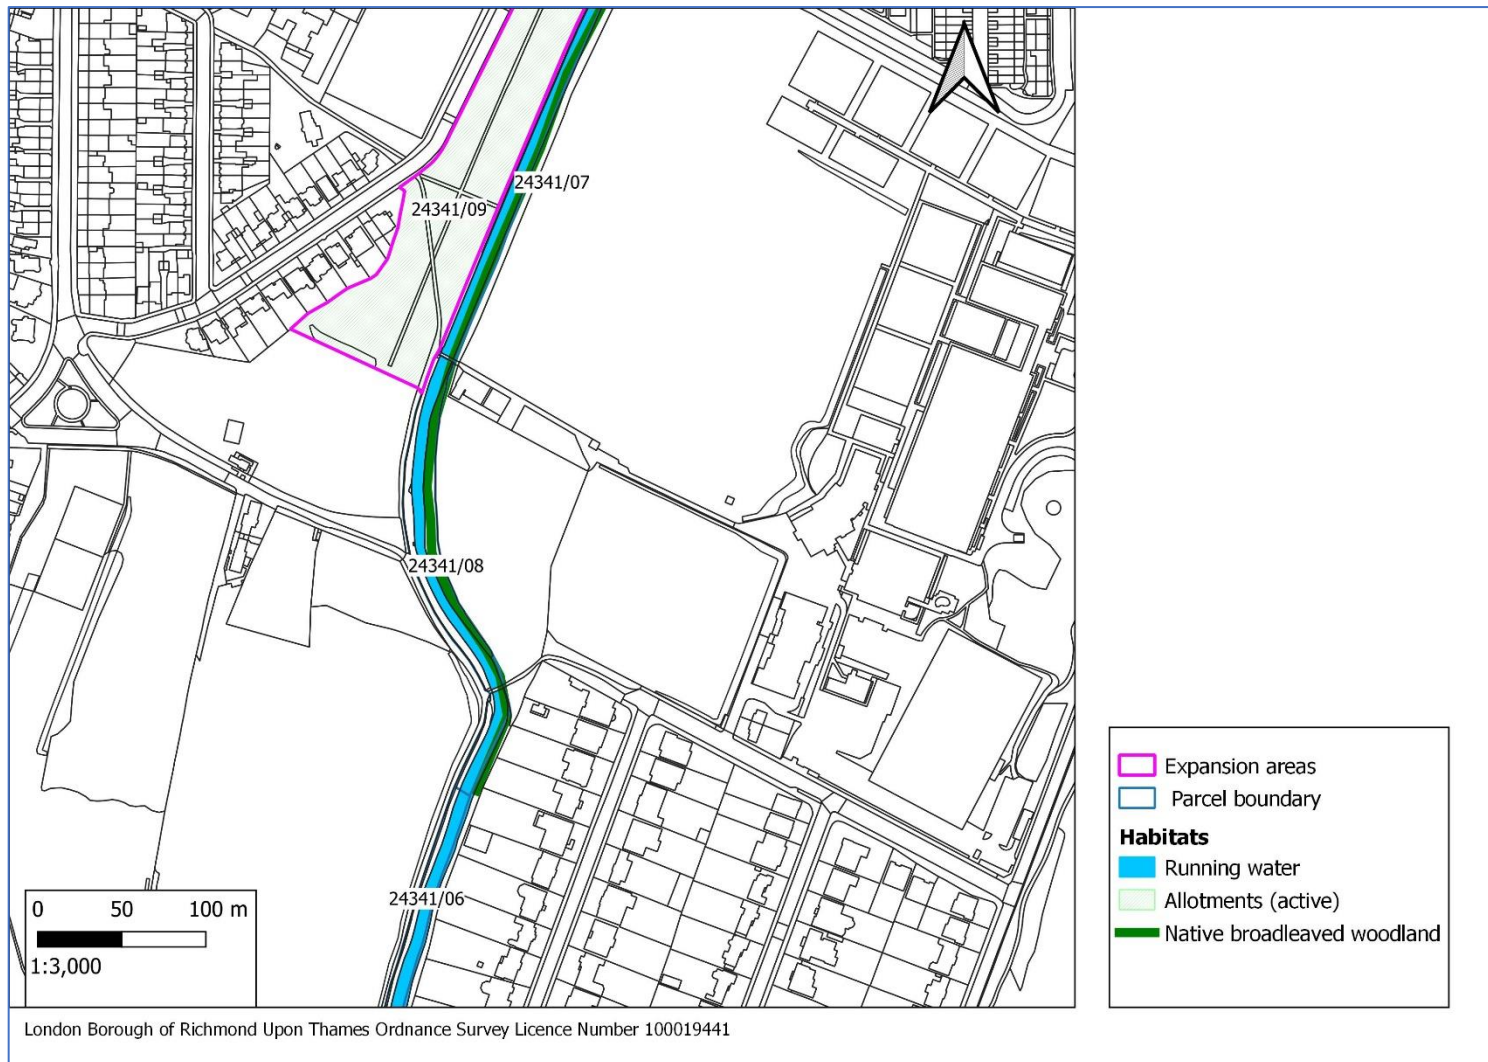 24341/07
24341/09
24341/08
24341/06
0 50 100 m
1:3,000
Expansion areas
Parcel boundary
Habitats
Running water
Allotments (active)
Native broadleaved woodland
London Borough of Richmond Upon Thames Ordnance Survey Licence Number 100019441